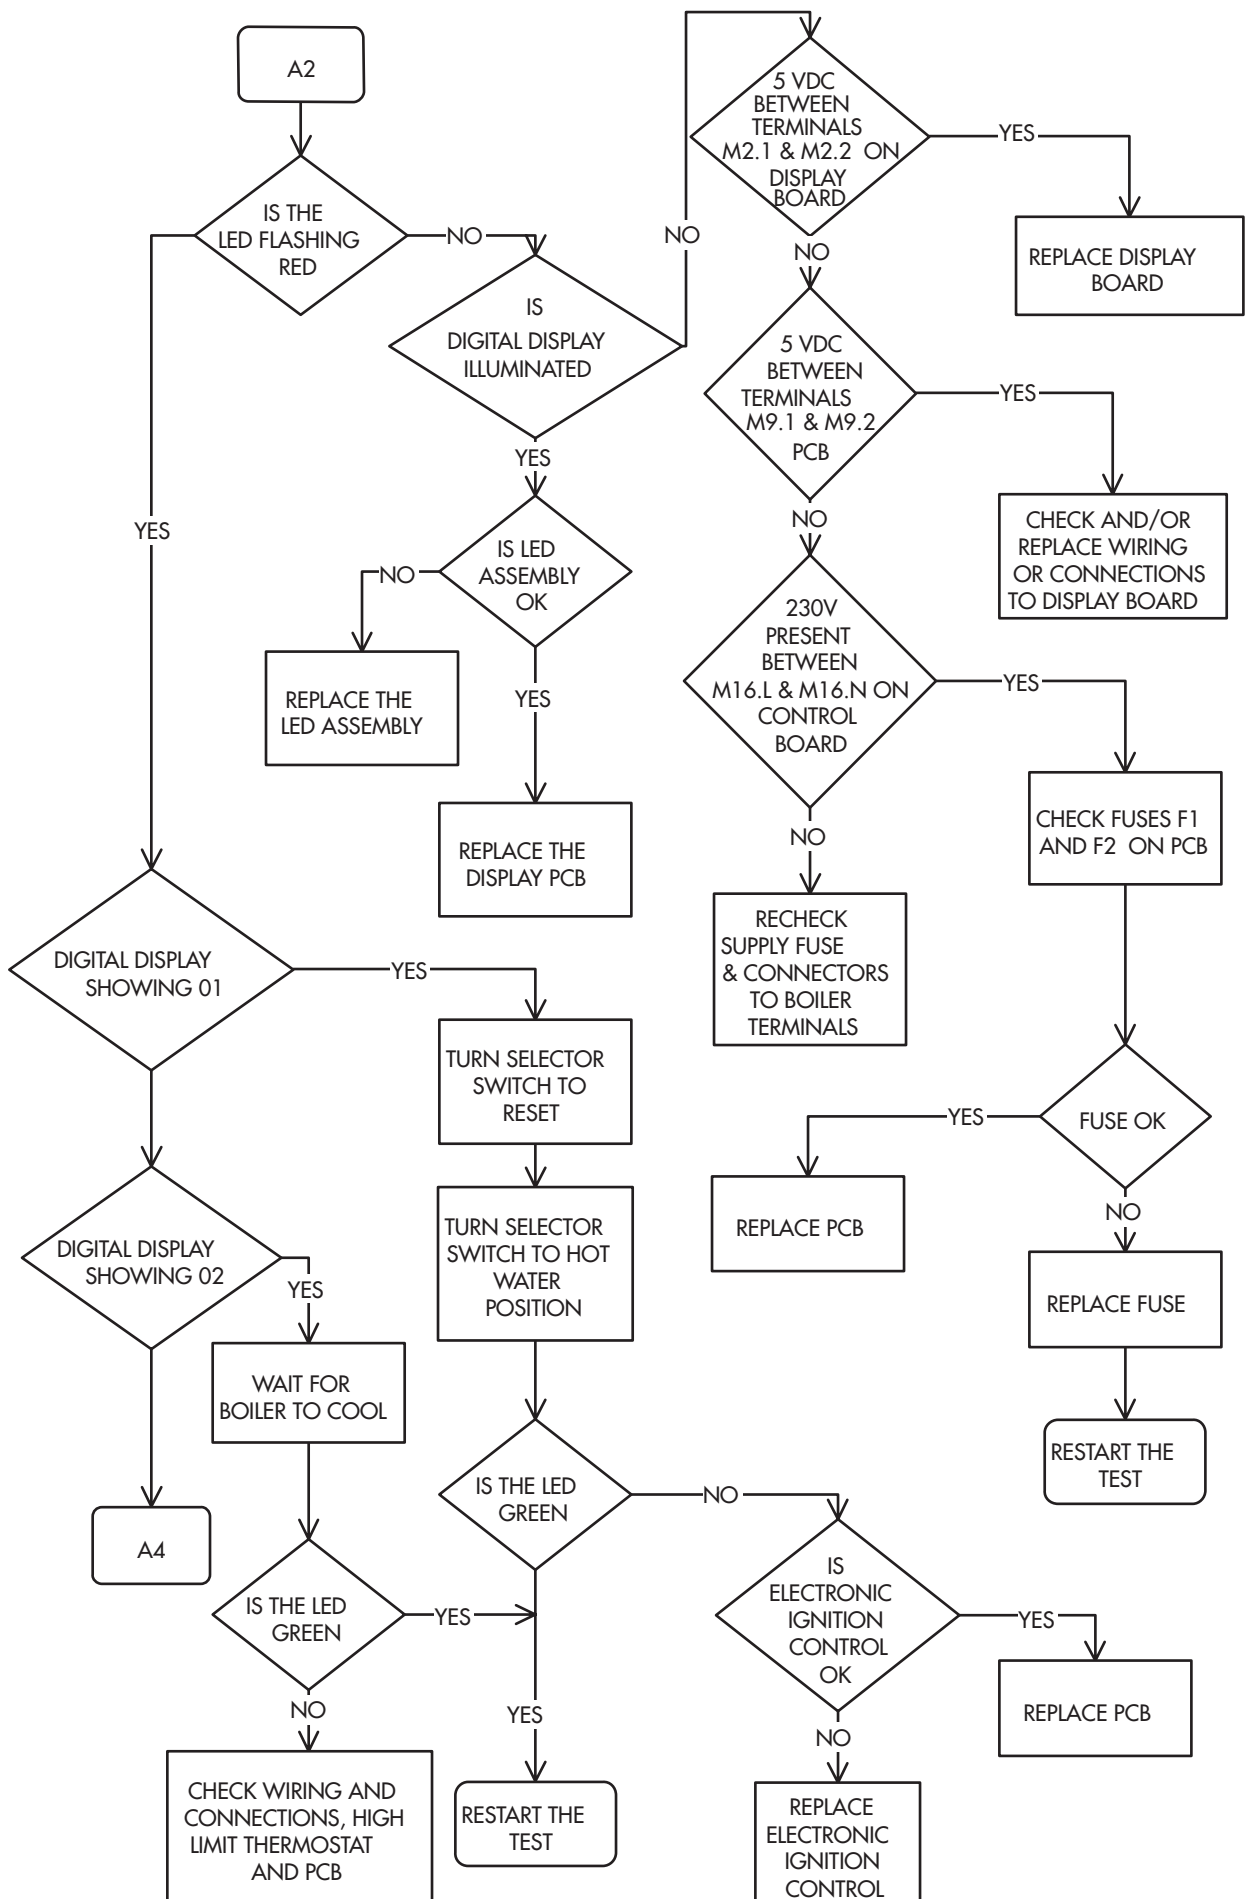 A2
IS THE
LED FLASHING
RED
NO
YES
IS
DIGITAL DISPLAY
ILLUMINATED
NO
YES
5 VDC
BETWEEN
TERMINALS
M2.1 & M2.2 ON
DISPLAY
BOARD
YES
REPLACE DISPLAY
BOARD
NO
5 VDC
BETWEEN
TERMINALS
M9.1 & M9.2
PCB
YES
CHECK AND/OR
REPLACE WIRING
OR CONNECTIONS
TO DISPLAY BOARD
NO
IS LED
ASSEMBLY
OK
NO
REPLACE THE
LED ASSEMBLY
YES
REPLACE THE
DISPLAY PCB
230V
PRESENT
BETWEEN
M16.L & M16.N ON
CONTROL
BOARD
YES
CHECK FUSES F1
AND F2 ON PCB
NO
RECHECK
SUPPLY FUSE
& CONNECTORS
TO BOILER
TERMINALS
FUSE OK
YES
REPLACE PCB
NO
REPLACE FUSE
RESTART THE
TEST
DIGITAL DISPLAY
SHOWING 01
YES
TURN SELECTOR
SWITCH TO
RESET
TURN SELECTOR
SWITCH TO HOT
WATER
POSITION
DIGITAL DISPLAY
SHOWING 02
YES
WAIT FOR
BOILER TO COOL
A4
IS THE LED
GREEN
NO
IS THE LED
GREEN
YES
NO
YES
IS
ELECTRONIC
IGNITION
CONTROL
OK
YES
REPLACE PCB
NO
CHECK WIRING AND
CONNECTIONS, HIGH
LIMIT THERMOSTAT
AND PCB
RESTART THE
TEST
REPLACE
ELECTRONIC
IGNITION
CONTROL